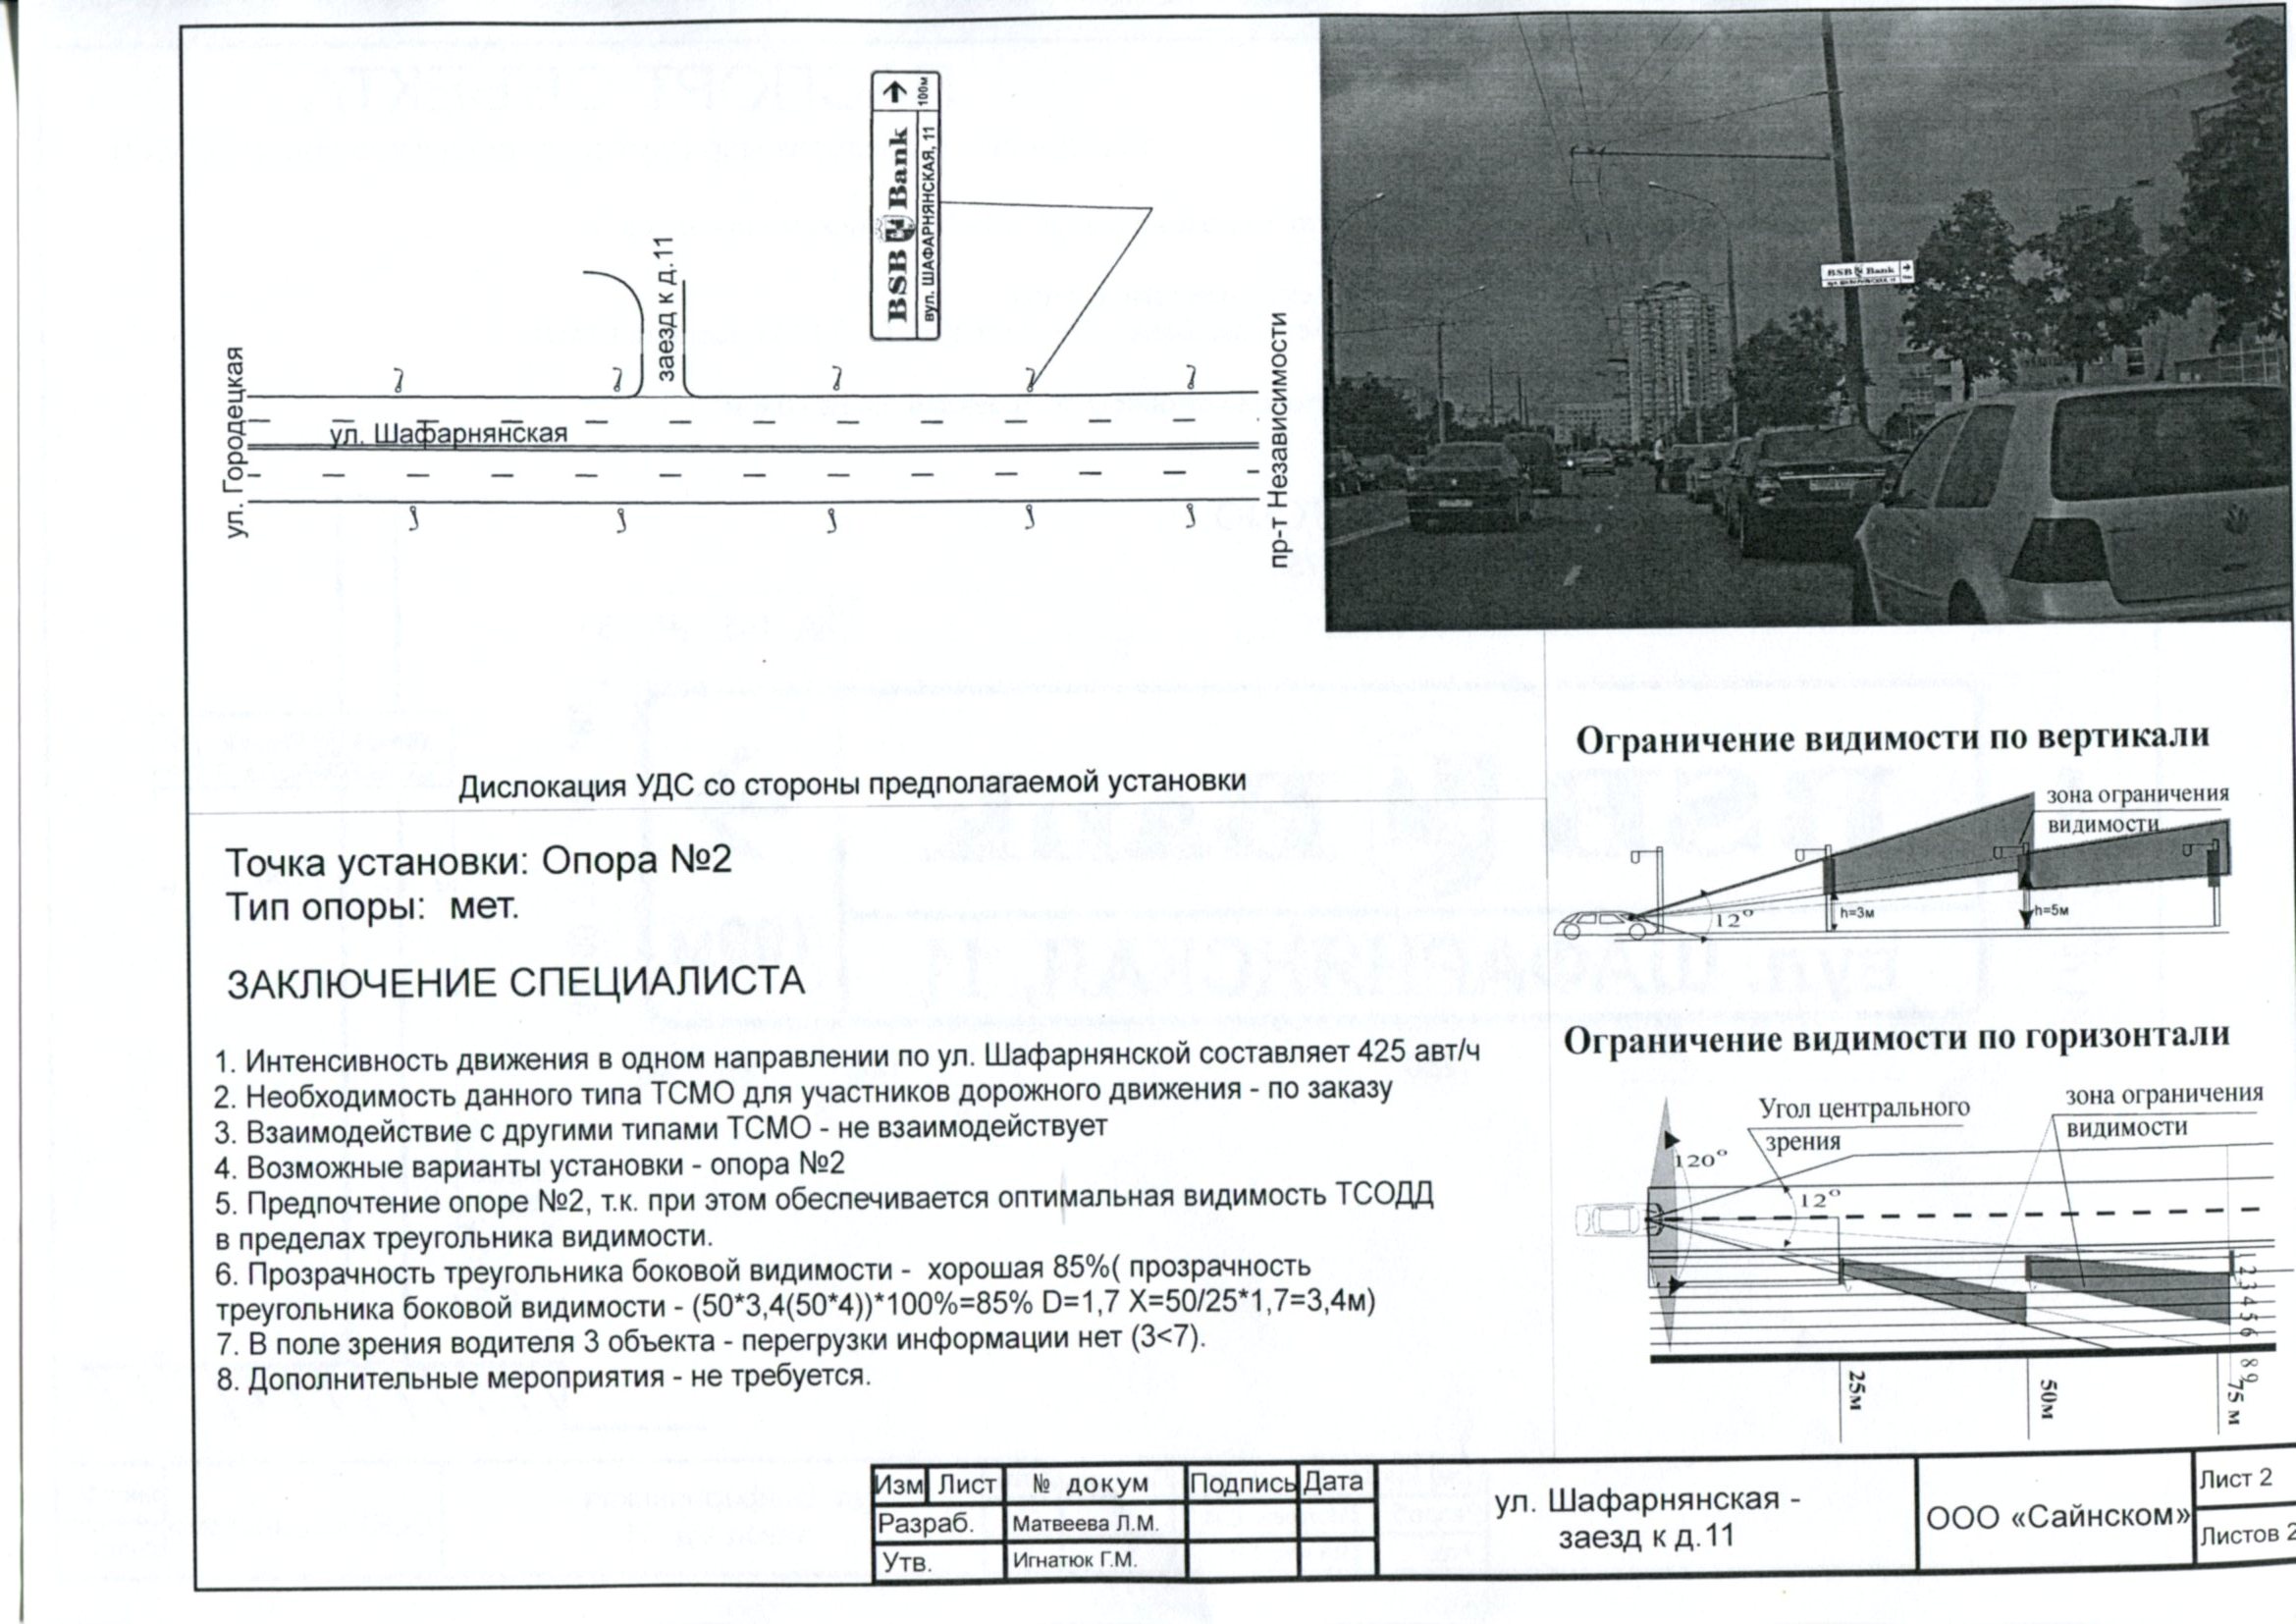 BSB Bank
→
вул. ШАФАРНЯНСКАЯ, 11
100м
заезд к д.11
ул. Городецкая
ул. Шафарнянская
пр-т Независимости
BSB Bank
Дислокация УДС со стороны предполагаемой установки
Точка установки: Опора №2
Тип опоры: мет.
ЗАКЛЮЧЕНИЕ СПЕЦИАЛИСТА
1. Интенсивность движения в одном направлении по ул. Шафарнянской составляет 425 авт/ч
2. Необходимость данного типа ТСМО для участников дорожного движения - по заказу
3. Взаимодействие с другими типами ТСМО - не взаимодействует
4. Возможные варианты установки - опора №2
5. Предпочтение опоре №2, т.к. при этом обеспечивается оптимальная видимость ТСОДД
в пределах треугольника видимости.
6. Прозрачность треугольника боковой видимости - хорошая 85%( прозрачность
треугольника боковой видимости - (50*3,4(50*4))*100%=85% D=1,7 X=50/25*1,7=3,4м)
7. В поле зрения водителя 3 объекта - перегрузки информации нет (3<7).
8. Дополнительные мероприятия - не требуется.
Ограничение видимости по вертикали
зона ограничения
видимости
12°
h=3м
h=5м
Ограничение видимости по горизонтали
Угол центрального
зрения
зона ограничения
видимости
120°
12°
1 2 3 4 5 6
8 9
25м
50м
75 м
Изм Лист № докум Подпись Дата
Разраб. Матвеева Л.М.
Утв. Игнатюк Г.М.
ул. Шафарнянская -
заезд к д.11
ООО «Сайнском»
Лист 2
Листов 2